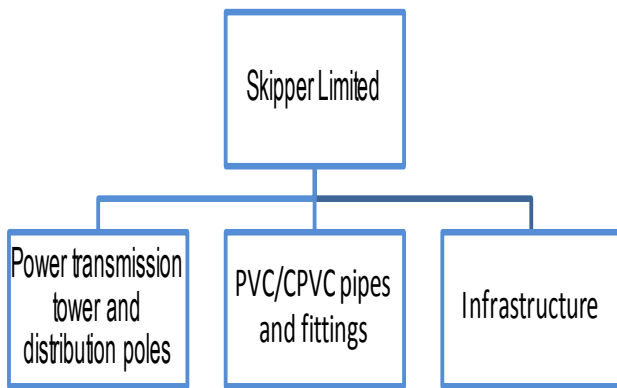 Skipper Limited
Power transmission
tower and
distribution poles
PVC/CPVC pipes
and fittings
Infrastructure